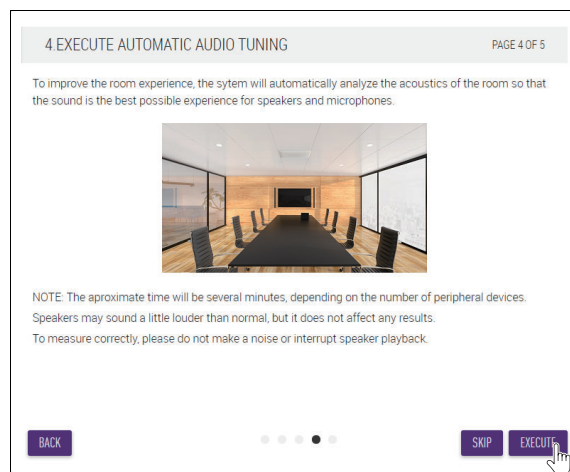 4.EXECUTE AUTOMATIC AUDIO TUNING
PAGE 4 OF 5
To improve the room experience, the sytem will automatically analyze the acoustics of the room so that
the sound is the best possible experience for speakers and microphones.
NOTE: The aproximate time will be several minutes, depending on the number of peripheral devices.
Speakers may sound a little louder than normal, but it does not affect any results.
To measure correctly, please do not make a noise or interrupt speaker playback.
BACK
SKIP
EXECUTE